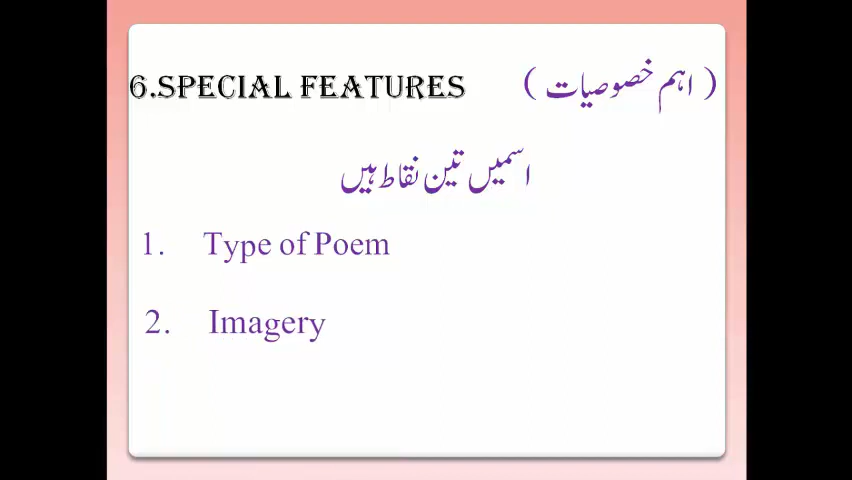 6.SPECIAL FEATURES ( اہم خصوصیات )
اسمیں تین نقاط ہیں
1. Type of Poem
2. Imagery